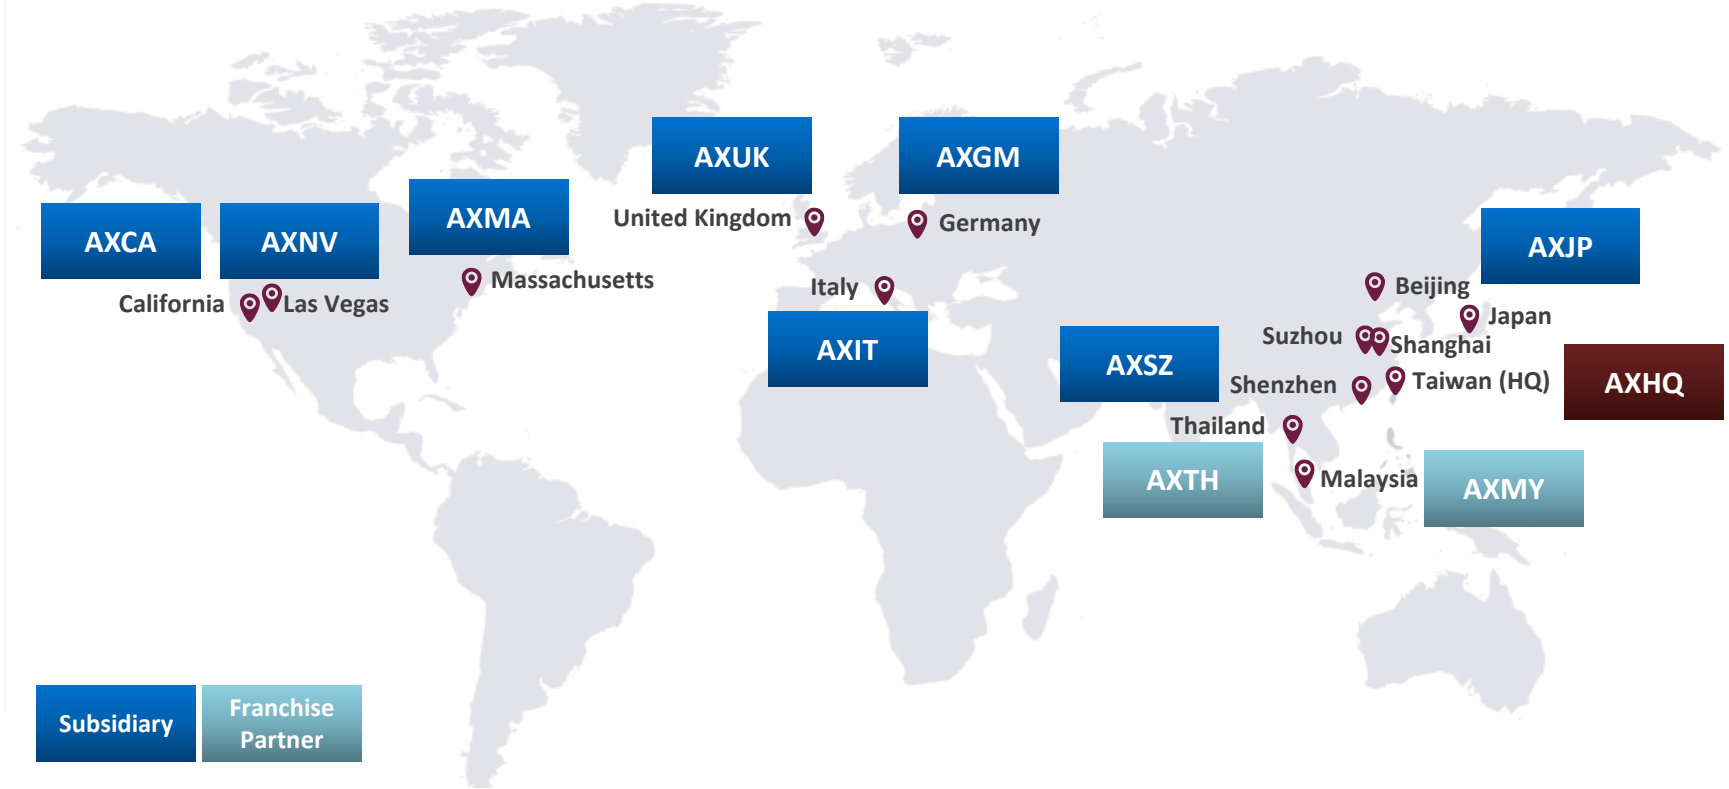 AXUK
AXGM
AXMA
AXCA
AXNV
AXJP
United Kingdom
Germany
Massachusetts
California
Las Vegas
Italy
Beijing
Japan
AXIT
Suzhou
Shanghai
AXSZ
Shenzhen
Taiwan (HQ)
AXHQ
Thailand
AXTH
Malaysia
AXMY
Subsidiary
Franchise
Partner